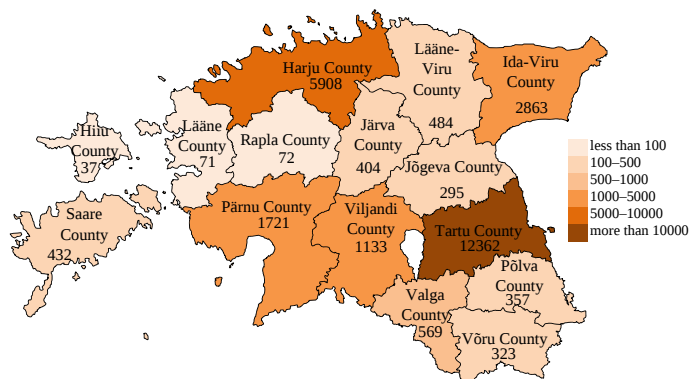 Lääne-
Viru
County
484
Ida-Viru
County
2863
Harju County
5908
Hiiu
County
37
Lääne
County
71
Rapla County
72
Järva
County
404
Jõgeva County
295
less than 100
100–500
500–1000
1000–5000
5000–10000
more than 10000
Saare
County
432
Pärnu County
1721
Viljandi
County
1133
Tartu County
12362
Põlva
County
357
Valga
County
569
Võru County
323